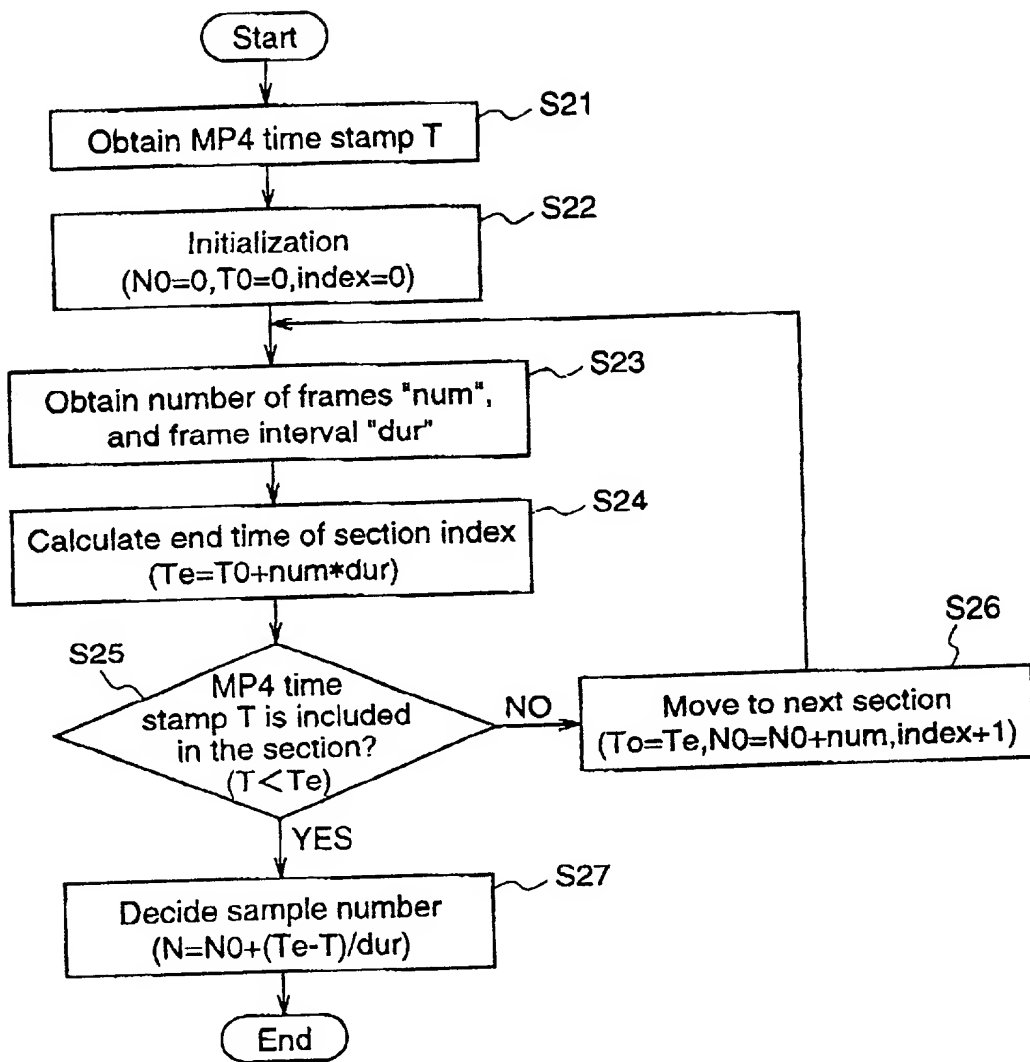 Start
S21
Obtain MP4 time stamp T
S22
Initialization
(N0=0,T0=0,index=0)
S23
Obtain number of frames "num",
and frame interval "dur"
S24
Calculate end time of section index
(Te=T0+num*dur)
S25
MP4 time
stamp T is included
in the section?
(T<Te)
NO
S26
Move to next section
(To=Te,N0=N0+num,index+1)
YES
S27
Decide sample number
(N=N0+(Te-T)/dur)
End